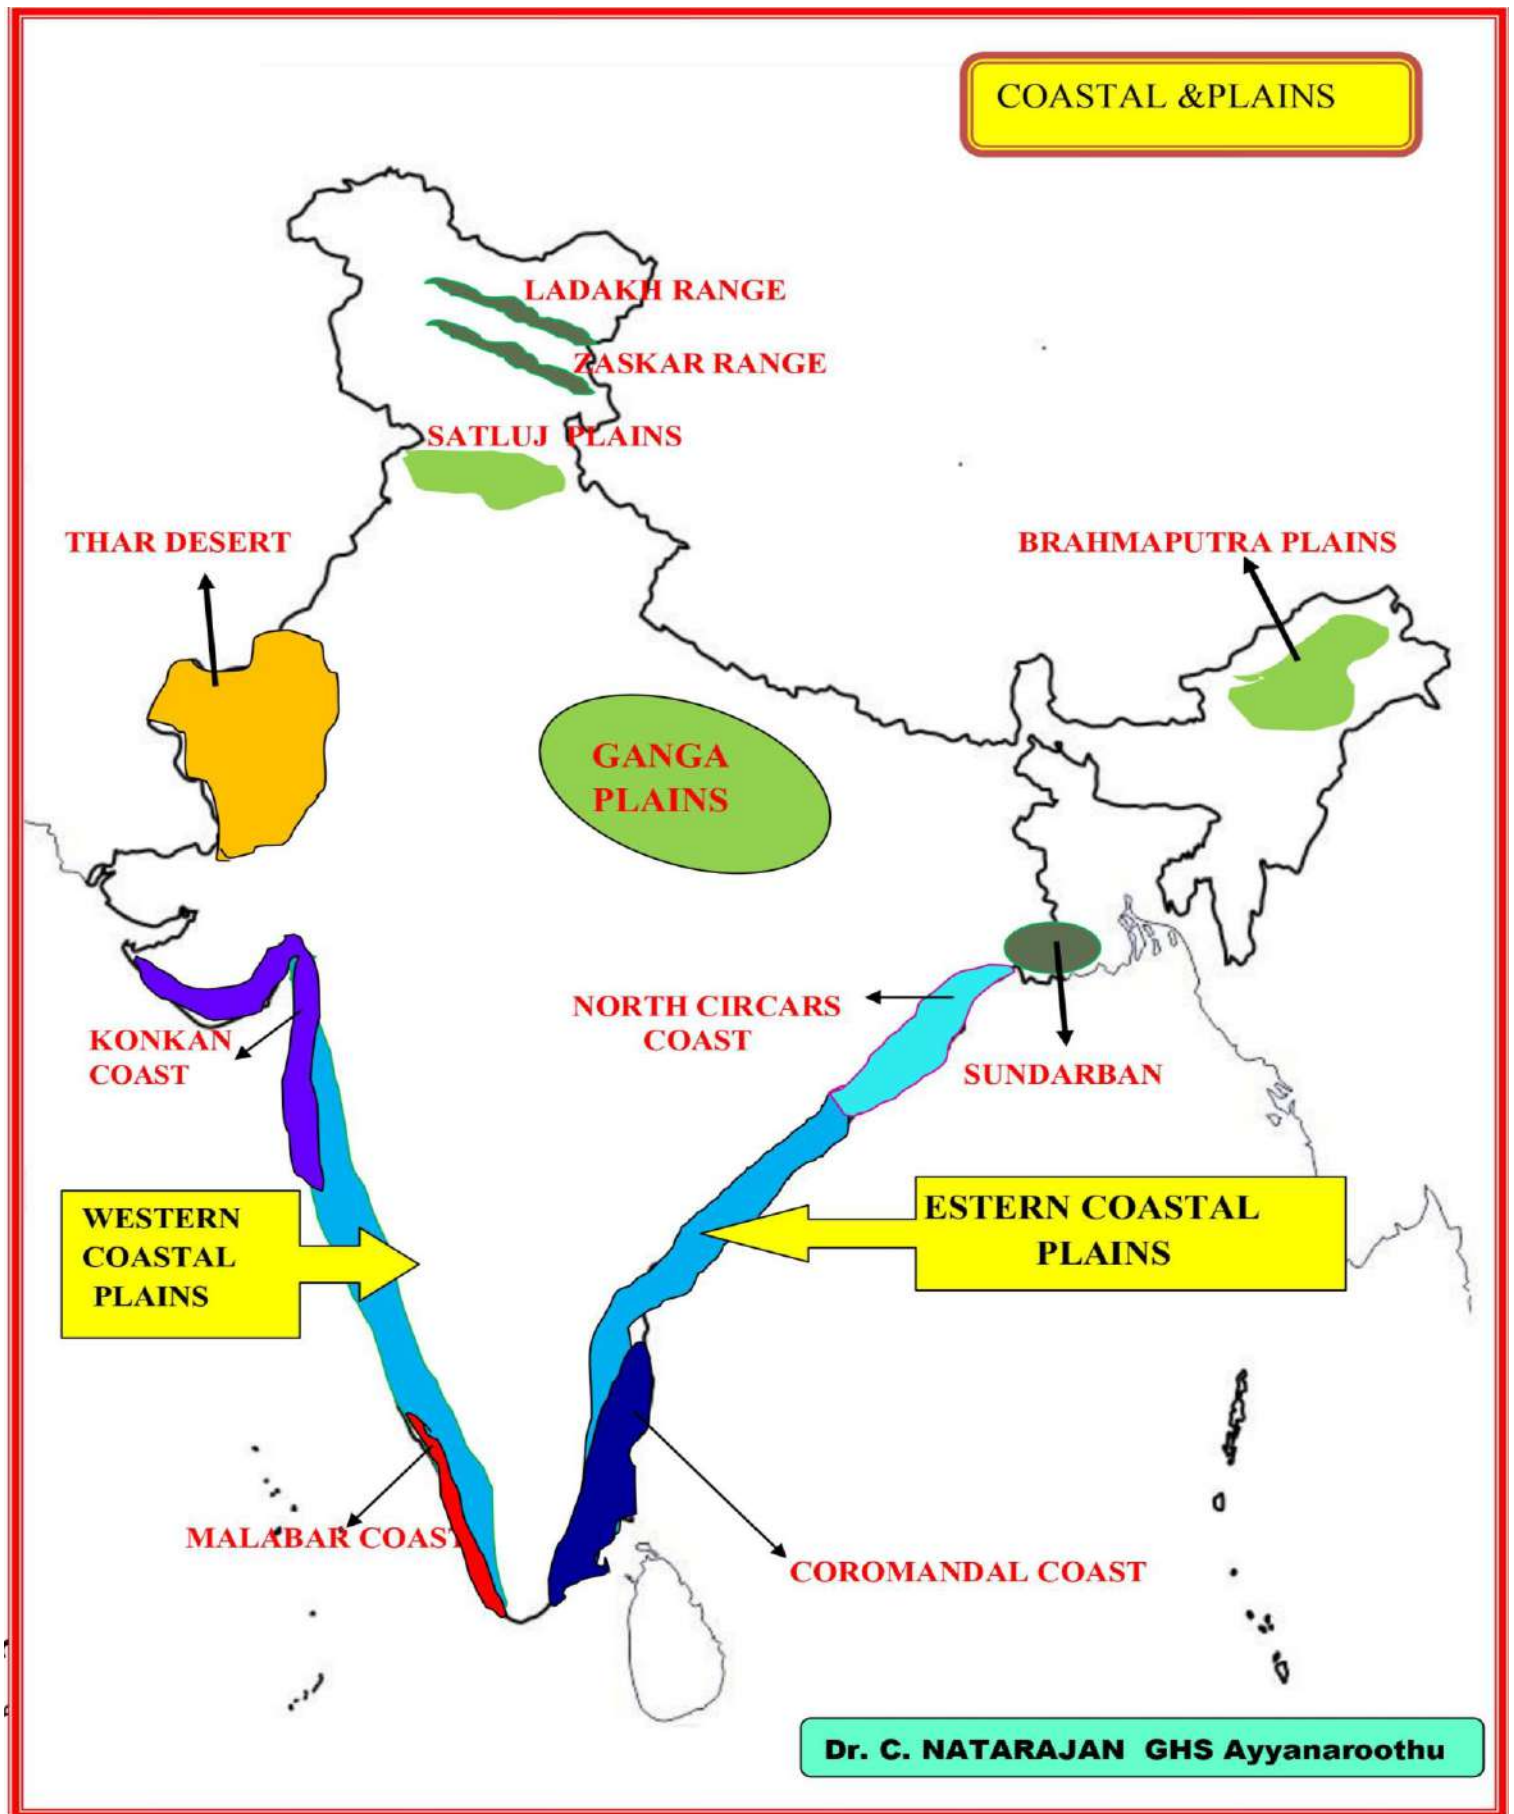 COASTAL &PLAINS
LADAKH RANGE
ZASKAR RANGE
SATLUJ PLAINS
THAR DESERT
BRAHMAPUTRA PLAINS
GANGA
PLAINS
NORTH CIRCARS
COAST
KONKAN
COAST
SUNDARBAN
WESTERN
COASTAL
PLAINS
ESTERN COASTAL
PLAINS
MALABAR COAST
COROMANDAL COAST
Dr. C. NATARAJAN GHS Ayyanaroothu